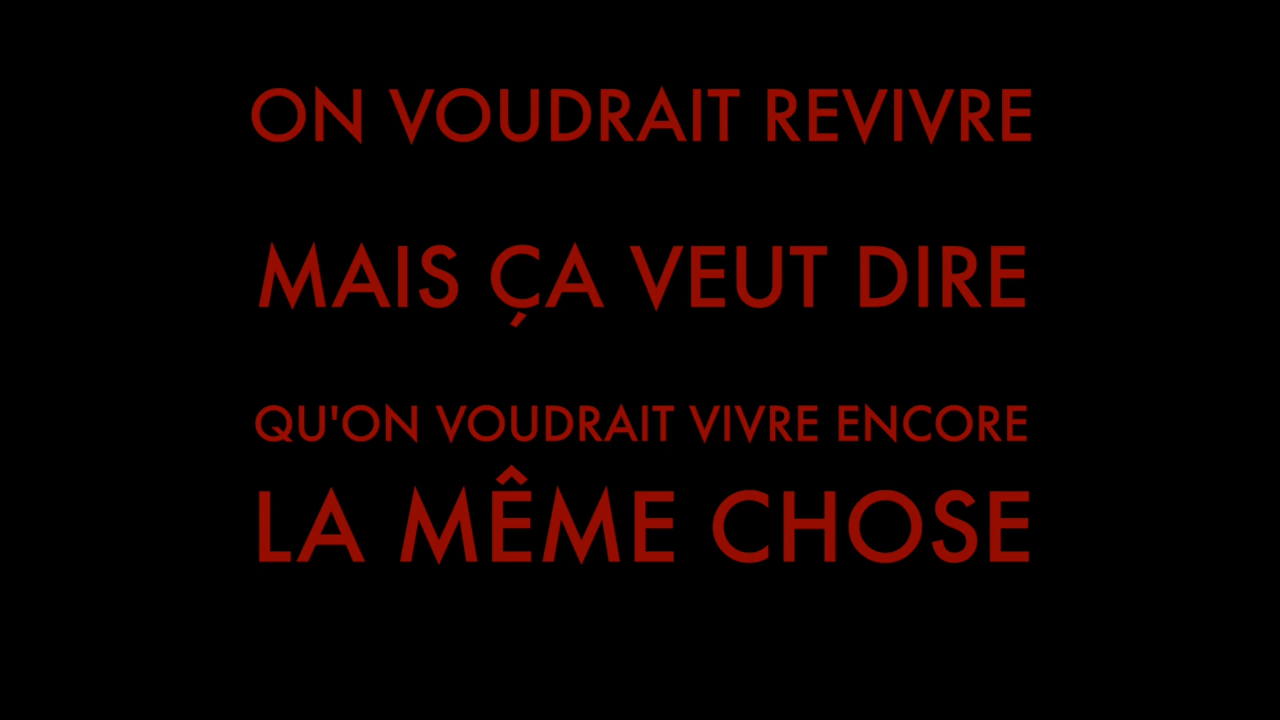 ON VOUDRAIT REVIVRE
MAIS ÇA VEUT DIRE
QU'ON VOUDRAIT VIVRE ENCORE
LA MÊME CHOSE